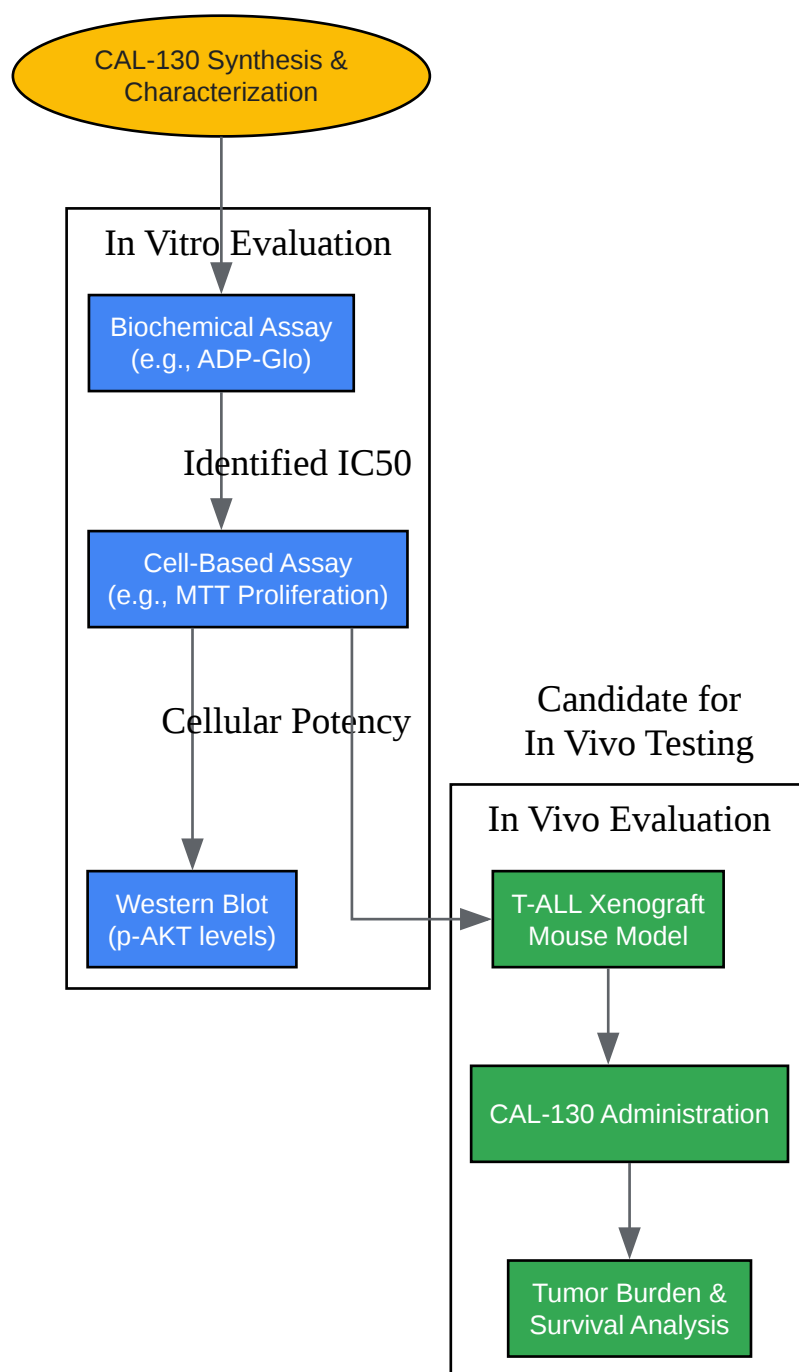 CAL-130 Synthesis &
Characterization
In Vitro Evaluation
Biochemical Assay
(e.g., ADP-Glo)
Identified IC50
Cell-Based Assay
(e.g., MTT Proliferation)
Cellular Potency
Western Blot
(p-AKT levels)
Candidate for
In Vivo Testing
In Vivo Evaluation
T-ALL Xenograft
Mouse Model
CAL-130 Administration
Tumor Burden &
Survival Analysis